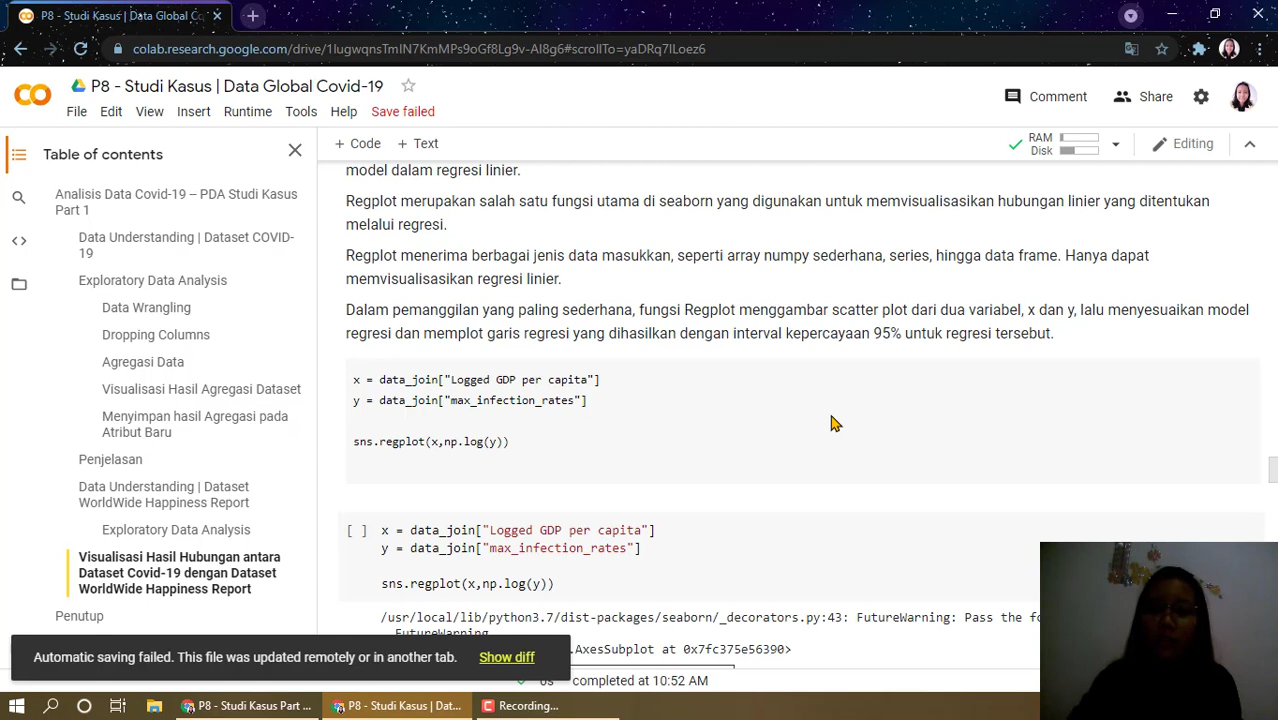 P8 - Studi Kasus | Data Global Co
colab.research.google.com/drive/1lugwqnsTmIN7KmMPs9oGf8Lg9v-AI8g6#scrollTo=yaDRq7lLoez6
P8 - Studi Kasus | Data Global Covid-19
Comment
Share
File Edit View Insert Runtime Tools Help Save failed
Table of contents
+ Code + Text
RAM
Disk
Editing
Analisis Data Covid-19 – PDA Studi Kasus
Part 1
Data Understanding | Dataset COVID-
19
Exploratory Data Analysis
Data Wrangling
Dropping Columns
Agregasi Data
Visualisasi Hasil Agregasi Dataset
Menyimpan hasil Agregasi pada
Atribut Baru
Penjelasan
Data Understanding | Dataset
WorldWide Happiness Report
Exploratory Data Analysis
Visualisasi Hasil Hubungan antara
Dataset Covid-19 dengan Dataset
WorldWide Happiness Report
Penutup
model dalam regresi linier.
Regplot merupakan salah satu fungsi utama di seaborn yang digunakan untuk memvisualisasikan hubungan linier yang ditentukan
melalui regresi.
Regplot menerima berbagai jenis data masukkan, seperti array numpy sederhana, series, hingga data frame. Hanya dapat
memvisualisasikan regresi linier.
Dalam pemanggilan yang paling sederhana, fungsi Regplot menggambar scatter plot dari dua variabel, x dan y, lalu menyesuaikan model
regresi dan memplot garis regresi yang dihasilkan dengan interval kepercayaan 95% untuk regresi tersebut.
x = data_join["Logged GDP per capita"]
y = data_join["max_infection_rates"]
sns.regplot(x,np.log(y))
[ ] x = data_join["Logged GDP per capita"]
y = data_join["max_infection_rates"]
sns.regplot(x,np.log(y))
/usr/local/lib/python3.7/dist-packages/seaborn/_decorators.py:43: FutureWarning: Pass the fo
FutureWarning
.AxesSubplot at 0x7fc375e56390>
Automatic saving failed. This file was updated remotely or in another tab. Show diff
completed at 10:52 AM
P8 - Studi Kasus Part ...
P8 - Studi Kasus | Dat...
Recording...